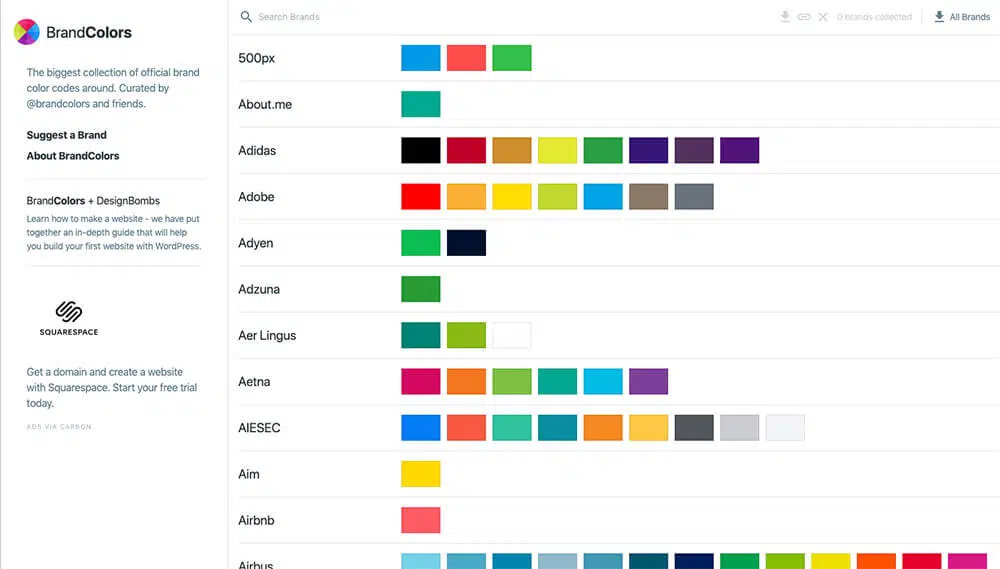 BrandColors
The biggest collection of official brand
color codes around. Curated by
@brandcolors and friends.
Suggest a Brand
About BrandColors
BrandColors + DesignBombs
Learn how to make a website - we have put
together an in-depth guide that will help
you build your first website with WordPress.
SQUARESPACE
Get a domain and create a website
with Squarespace. Start your free trial
today.
ADS VIA CARBON
Search Brands
0 brands collected
All Brands
500px
About.me
Adidas
Adobe
Adyen
Adzuna
Aer Lingus
Aetna
AIESEC
Aim
Airbnb
Airbus